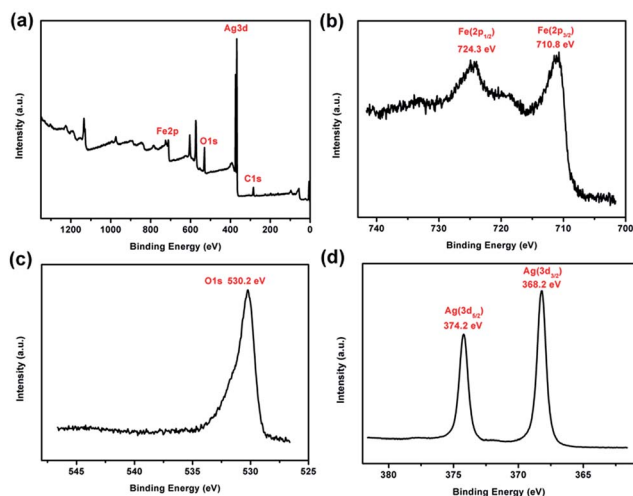 (a)
Ag3d
Fe2p
O1s
C1s
Intensity (a.u.)
1200 1000 800 600 400 200 0
Binding Energy (eV)
(b)
Fe(2p1/2)
724.3 eV
Fe(2p3/2)
710.8 eV
Intensity (a.u.)
740 730 720 710 700
Binding Energy (eV)
(c)
O1s 530.2 eV
Intensity (a.u.)
545 540 535 530 525
Binding Energy (eV)
(d)
Ag(3d3/2)
368.2 eV
Ag(3d5/2)
374.2 eV
Intensity (a.u.)
380 375 370 365
Binding Energy (eV)